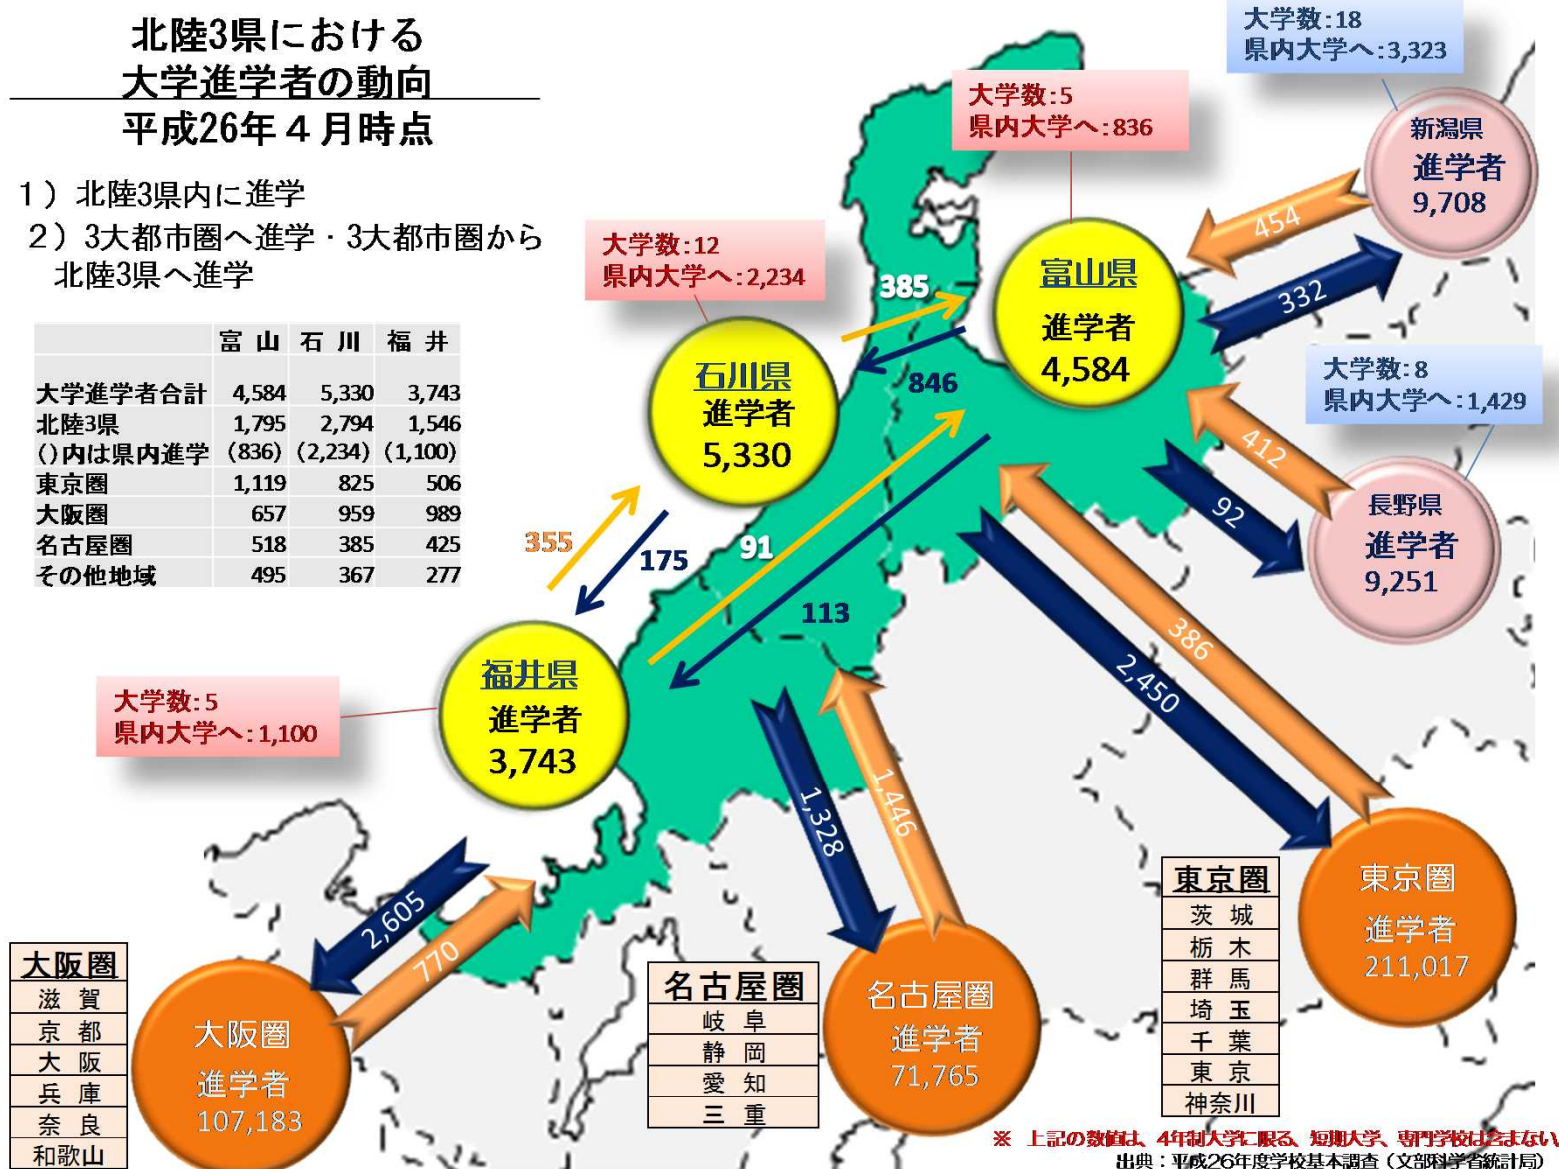 北陸3県における
大学進学者の動向
平成26年４月時点
1）北陸3県内に進学
2）3大都市圏へ進学・3大都市圏から
北陸3県へ進学
富 山 石 川 福 井
大学進学者合計 4,584 5,330 3,743
北陸3県 1,795 2,794 1,546
()内は県内進学 (836) (2,234) (1,100)
東京圏 1,119 825 506
大阪圏 657 959 989
名古屋圏 518 385 425
その他地域 495 367 277
大学数:18
県内大学へ:3,323
新潟県
進学者
9,708
大学数:5
県内大学へ:836
富山県
進学者
4,584
454
332
大学数:12
県内大学へ:2,234
石川県
進学者
5,330
385
846
大学数:8
県内大学へ:1,429
長野県
進学者
9,251
412
92
355
175
91
113
大学数:5
県内大学へ:1,100
福井県
進学者
3,743
386
2,450
1,328
1,446
2,605
770
大阪圏
滋 賀
京 都
大 阪
兵 庫
奈 良
和歌山
大阪圏
進学者
107,183
名古屋圏
岐 阜
静 岡
愛 知
三 重
名古屋圏
進学者
71,765
東京圏
茨 城
栃 木
群 馬
埼 玉
千 葉
東 京
神奈川
東京圏
進学者
211,017
※ 上記の数値は、4年制大学に限る、短期大学、専門学校は含まない
出典：平成26年度学校基本調査（文部科学省統計局）